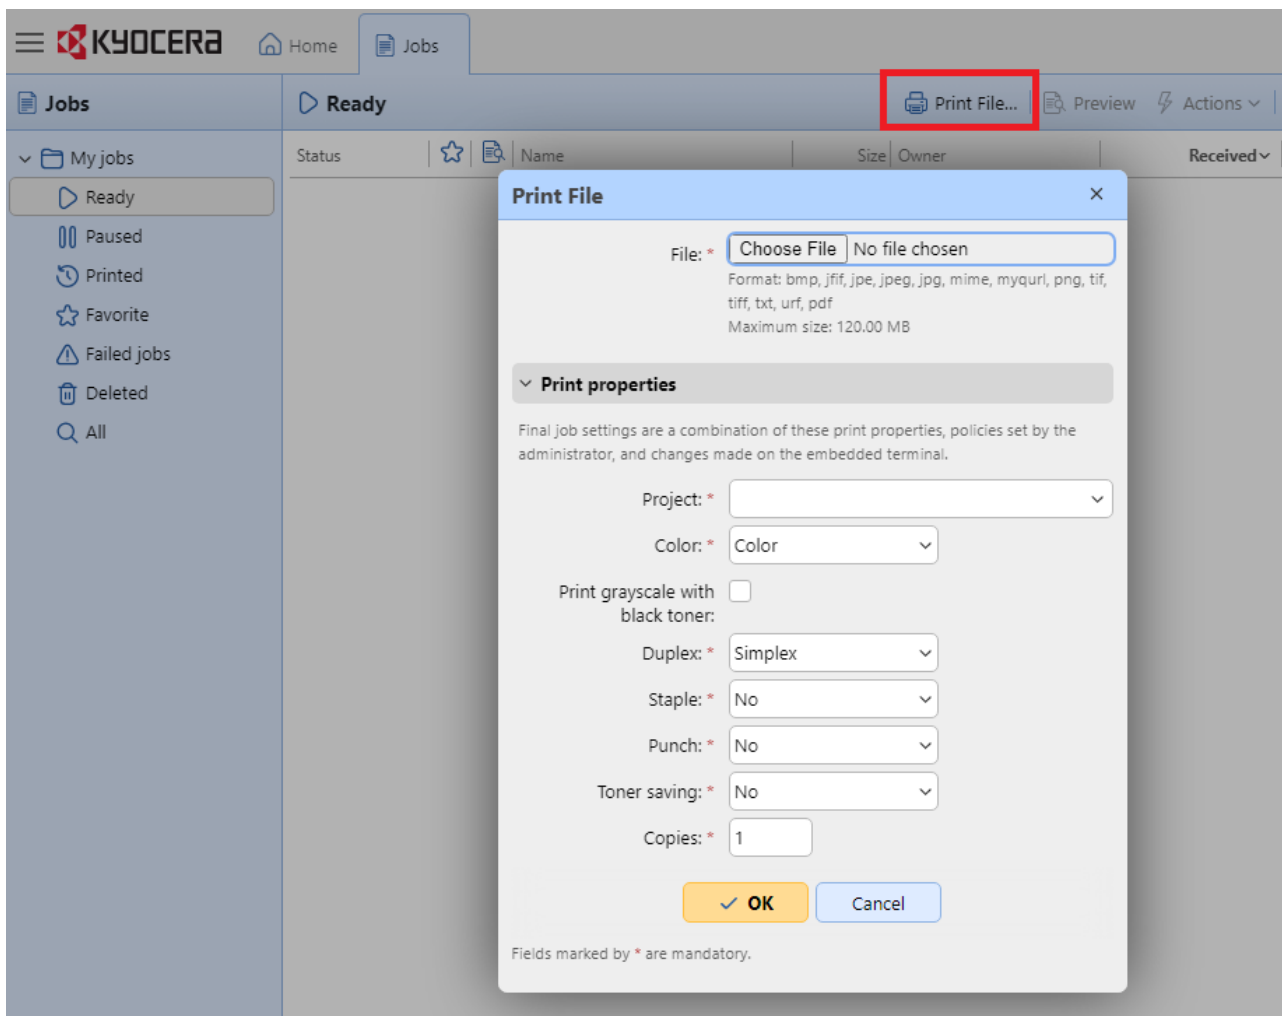 KYOCERA
Home
Jobs
Jobs
Ready
Print File...
Preview
Actions
My jobs
Ready
Paused
Printed
Favorite
Failed jobs
Deleted
All
Status
Name
Size
Owner
Received
Print File
File: *
Choose File No file chosen
Format: bmp, jfif, jpe, jpeg, jpg, mime, myqurl, png, tif,
tiff, txt, urf, pdf
Maximum size: 120.00 MB
Print properties
Final job settings are a combination of these print properties, policies set by the
administrator, and changes made on the embedded terminal.
Project: *
Color: * Color
Print grayscale with
black toner:
Duplex: * Simplex
Staple: * No
Punch: * No
Toner saving: * No
Copies: * 1
OK
Cancel
Fields marked by * are mandatory.